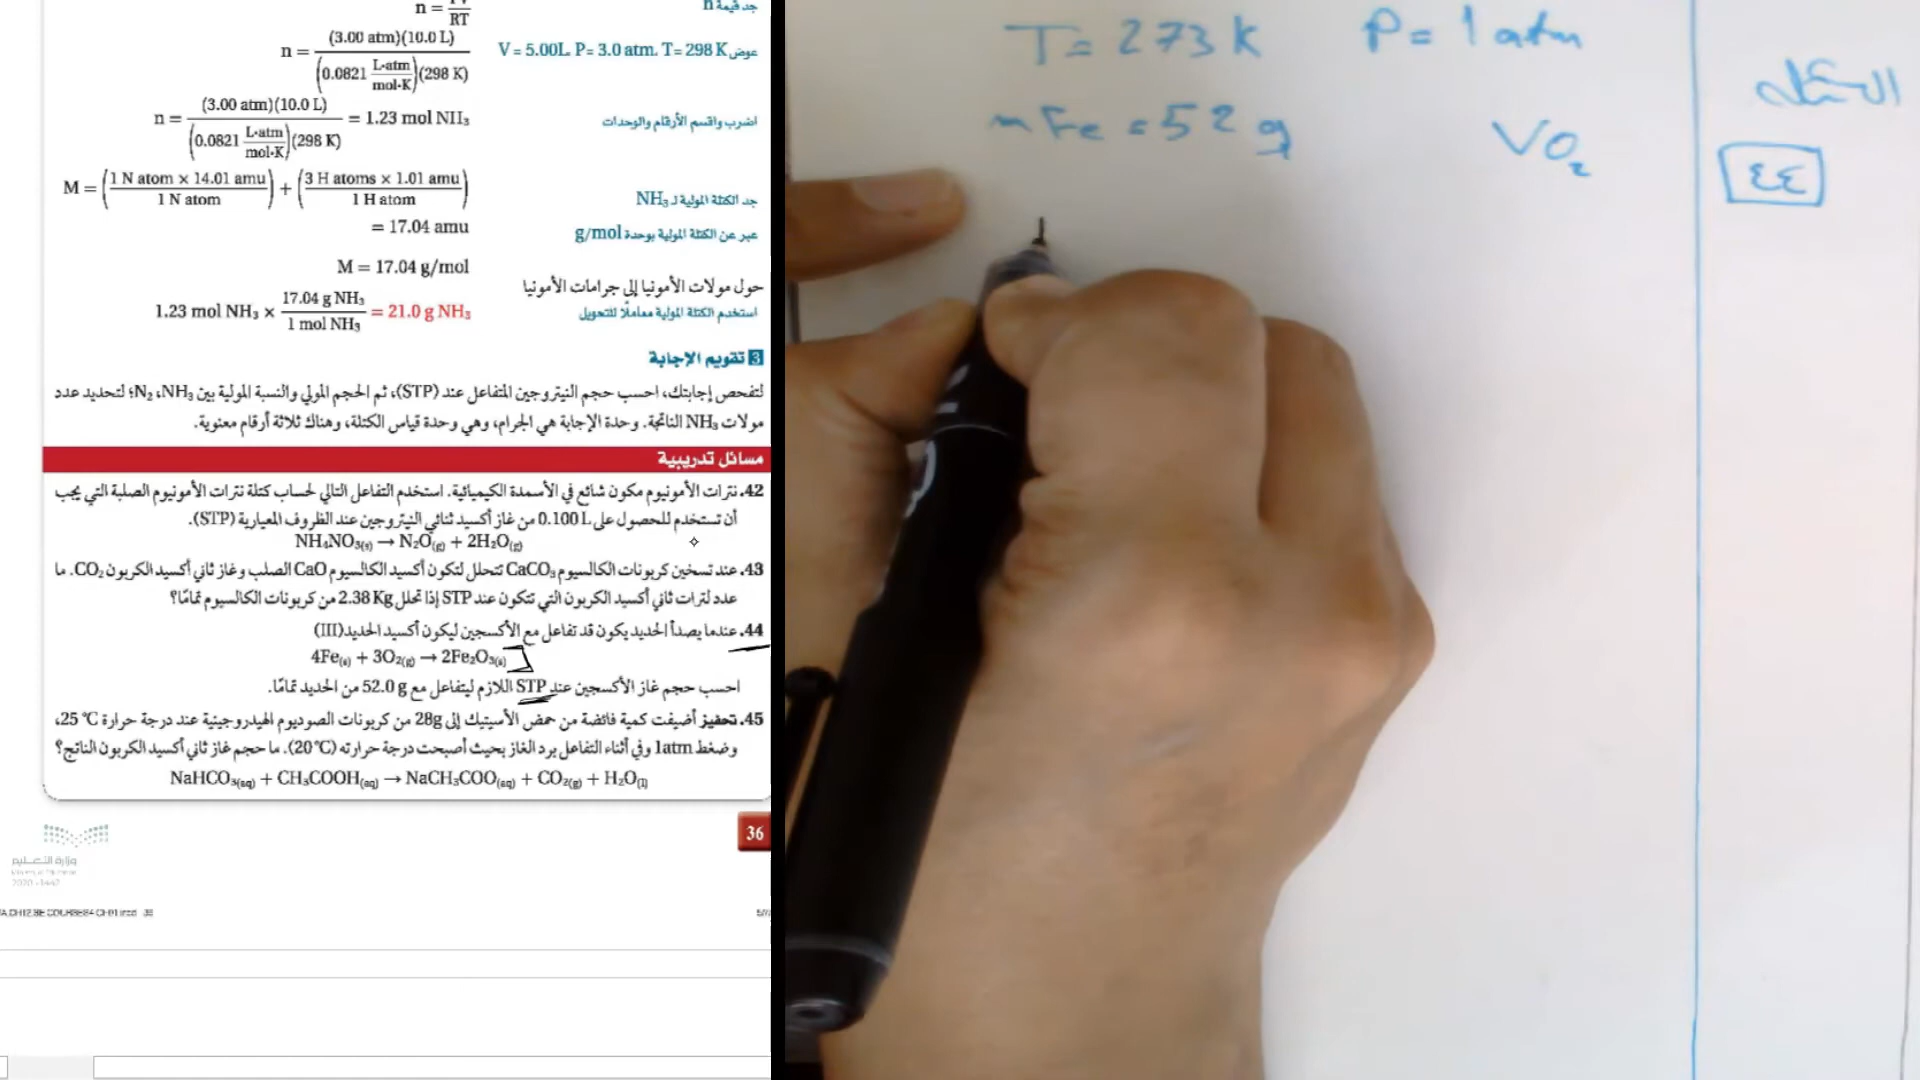 جد قيمة n
n = PV/RT
عوض V = 5.00L. P= 3.0 atm. T= 298 K
n = (3.00 atm)(10.0 L) / (0.0821 L·atm/mol·K)(298 K)
اضرب واقسم الأرقام والوحدات
n = (3.00 atm)(10.0 L) / (0.0821 L·atm/mol·K)(298 K) = 1.23 mol NH₃
جد الكتلة المولية لـ NH₃
M = (1 N atom × 14.01 amu / 1 N atom) + (3 H atoms × 1.01 amu / 1 H atom)
= 17.04 amu
عبر عن الكتلة المولية بوحدة g/mol
M = 17.04 g/mol
حول مولات الأمونيا إلى جرامات الأمونيا
استخدم الكتلة المولية معاملًا للتحويل
1.23 mol NH₃ × 17.04 g NH₃ / 1 mol NH₃ = 21.0 g NH₃
3 تقويم الإجابة
لتفحص إجابتك، احسب حجم النيتروجين المتفاعل عند (STP)، ثم الحجم المولي والنسبة المولية بين N₂ ،NH₃؛ لتحديد عدد
مولات NH₃ الناتجة. وحدة الإجابة هي الجرام، وهي وحدة قياس الكتلة، وهناك ثلاثة أرقام معنوية.
مسائل تدريبية
42. نترات الأمونيوم مكون شائع في الأسمدة الكيميائية. استخدم التفاعل التالي لحساب كتلة نترات الأمونيوم الصلبة التي يجب
أن تستخدم للحصول على 0.100 L من غاز أكسيد ثنائي النيتروجين عند الظروف المعيارية (STP).
NH₄NO₃(s) → N₂O(g) + 2H₂O(g)
43. عند تسخين كربونات الكالسيوم CaCO₃ تتحلل لتكون أكسيد الكالسيوم CaO الصلب وغاز ثاني أكسيد الكربون CO₂. ما
عدد لترات ثاني أكسيد الكربون التي تتكون عند STP إذا تحلل 2.38 Kg من كربونات الكالسيوم تمامًا؟
44. عندما يصدأ الحديد يكون قد تفاعل مع الأكسجين ليكون أكسيد الحديد(III)
4Fe(s) + 3O₂(g) → 2Fe₂O₃(s)
احسب حجم غاز الأكسجين عند STP اللازم ليتفاعل مع 52.0 g من الحديد تمامًا.
45. تحفيز أضيفت كمية فائضة من حمض الأسيتيك إلى 28g من كربونات الصوديوم الهيدروجينية عند درجة حرارة 25 °C،
وضغط 1atm وفي أثناء التفاعل يرد الغاز بحيث أصبحت درجة حرارته (20°C). ما حجم غاز ثاني أكسيد الكربون الناتج؟
NaHCO₃(aq) + CH₃COOH(aq) → NaCH₃COO(aq) + CO₂(g) + H₂O(l)
36
وزارة التعليم
T = 273 K P = 1 atm
m Fe = 52 g VO₂
٤٤